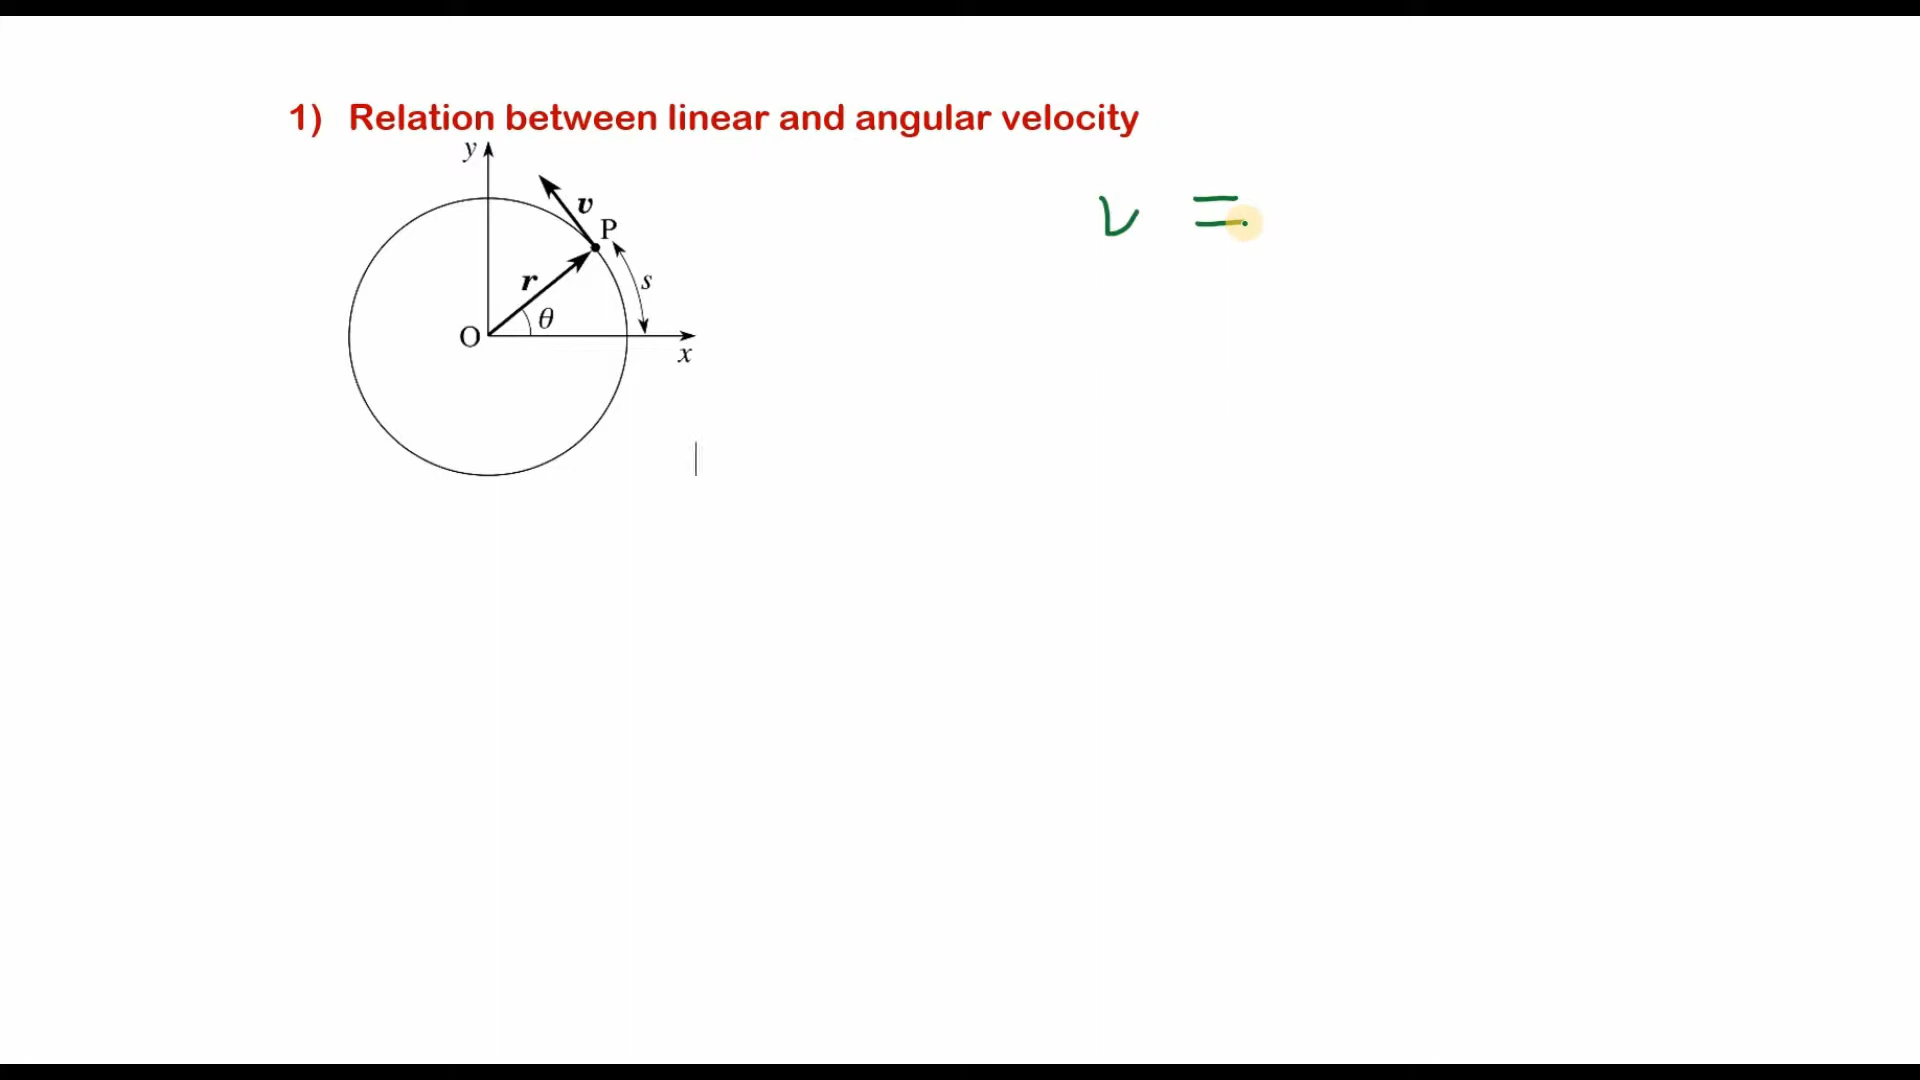 1) Relation between linear and angular velocity
y
v
P
v =
r
s
θ
O
x